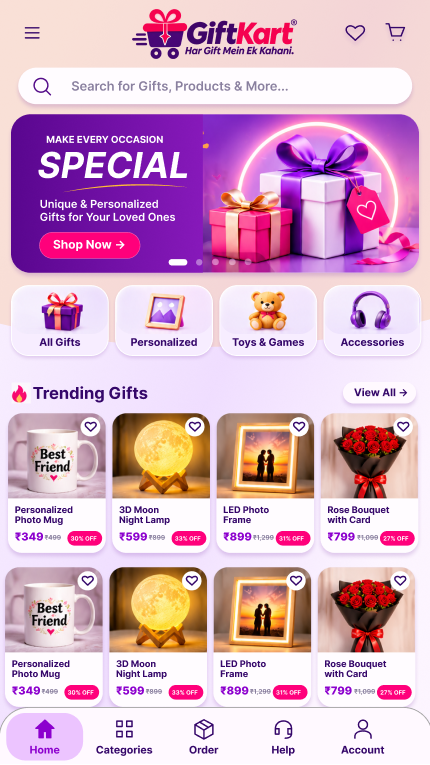 GiftKart®
Har Gift Mein Ek Kahani.
Search for Gifts, Products & More...
MAKE EVERY OCCASION
SPECIAL
Unique & Personalized
Gifts for Your Loved Ones
Shop Now →
All Gifts
Personalized
Toys & Games
Accessories
Trending Gifts
View All →
Best
Friend
Personalized
Photo Mug
₹349 ₹499 30% OFF
3D Moon
Night Lamp
₹599 ₹899 33% OFF
LED Photo
Frame
₹899 ₹1,299 31% OFF
Rose Bouquet
with Card
₹799 ₹1,099 27% OFF
Best
Friend
Personalized
Photo Mug
₹349 ₹499 30% OFF
3D Moon
Night Lamp
₹599 ₹899 33% OFF
LED Photo
Frame
₹899 ₹1,299 31% OFF
Rose Bouquet
with Card
₹799 ₹1,099 27% OFF
Home
Categories
Order
Help
Account